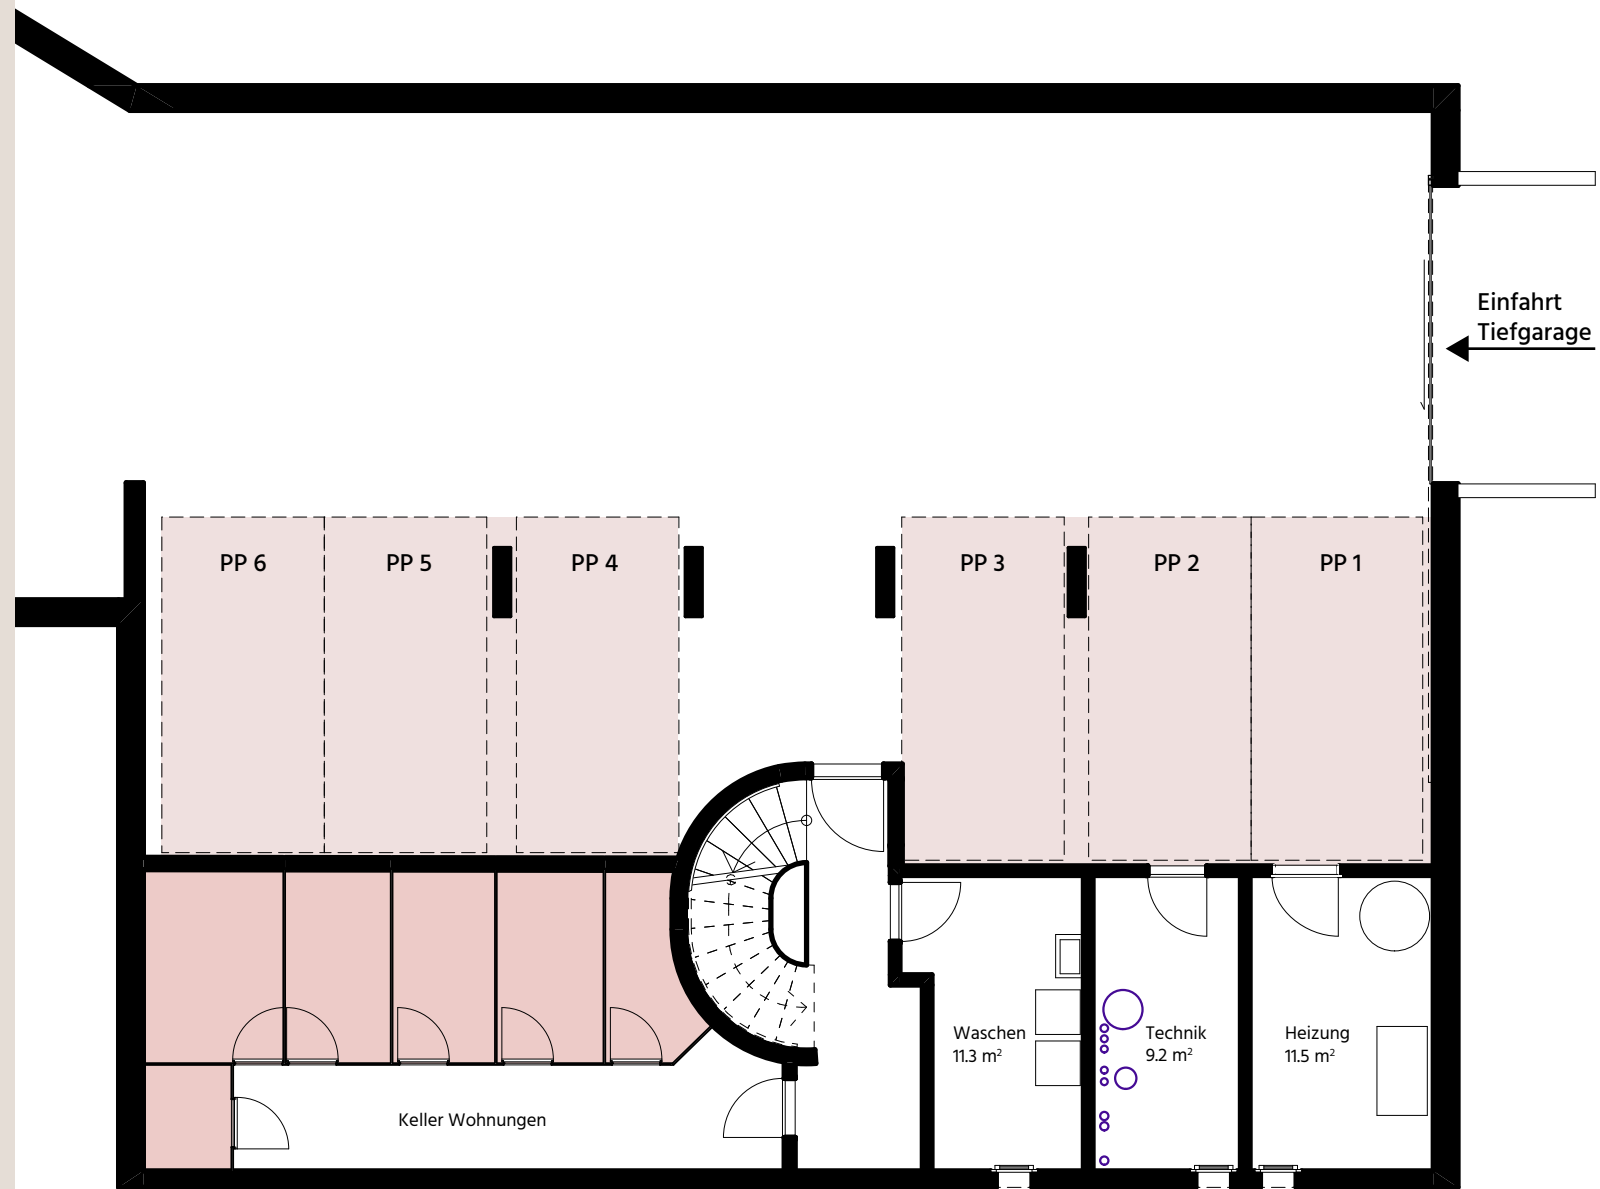 Einfahrt
Tiefgarage
PP 6
PP 5
PP 4
PP 3
PP 2
PP 1
Waschen
11.3 m²
Technik
9.2 m²
Heizung
11.5 m²
Keller Wohnungen